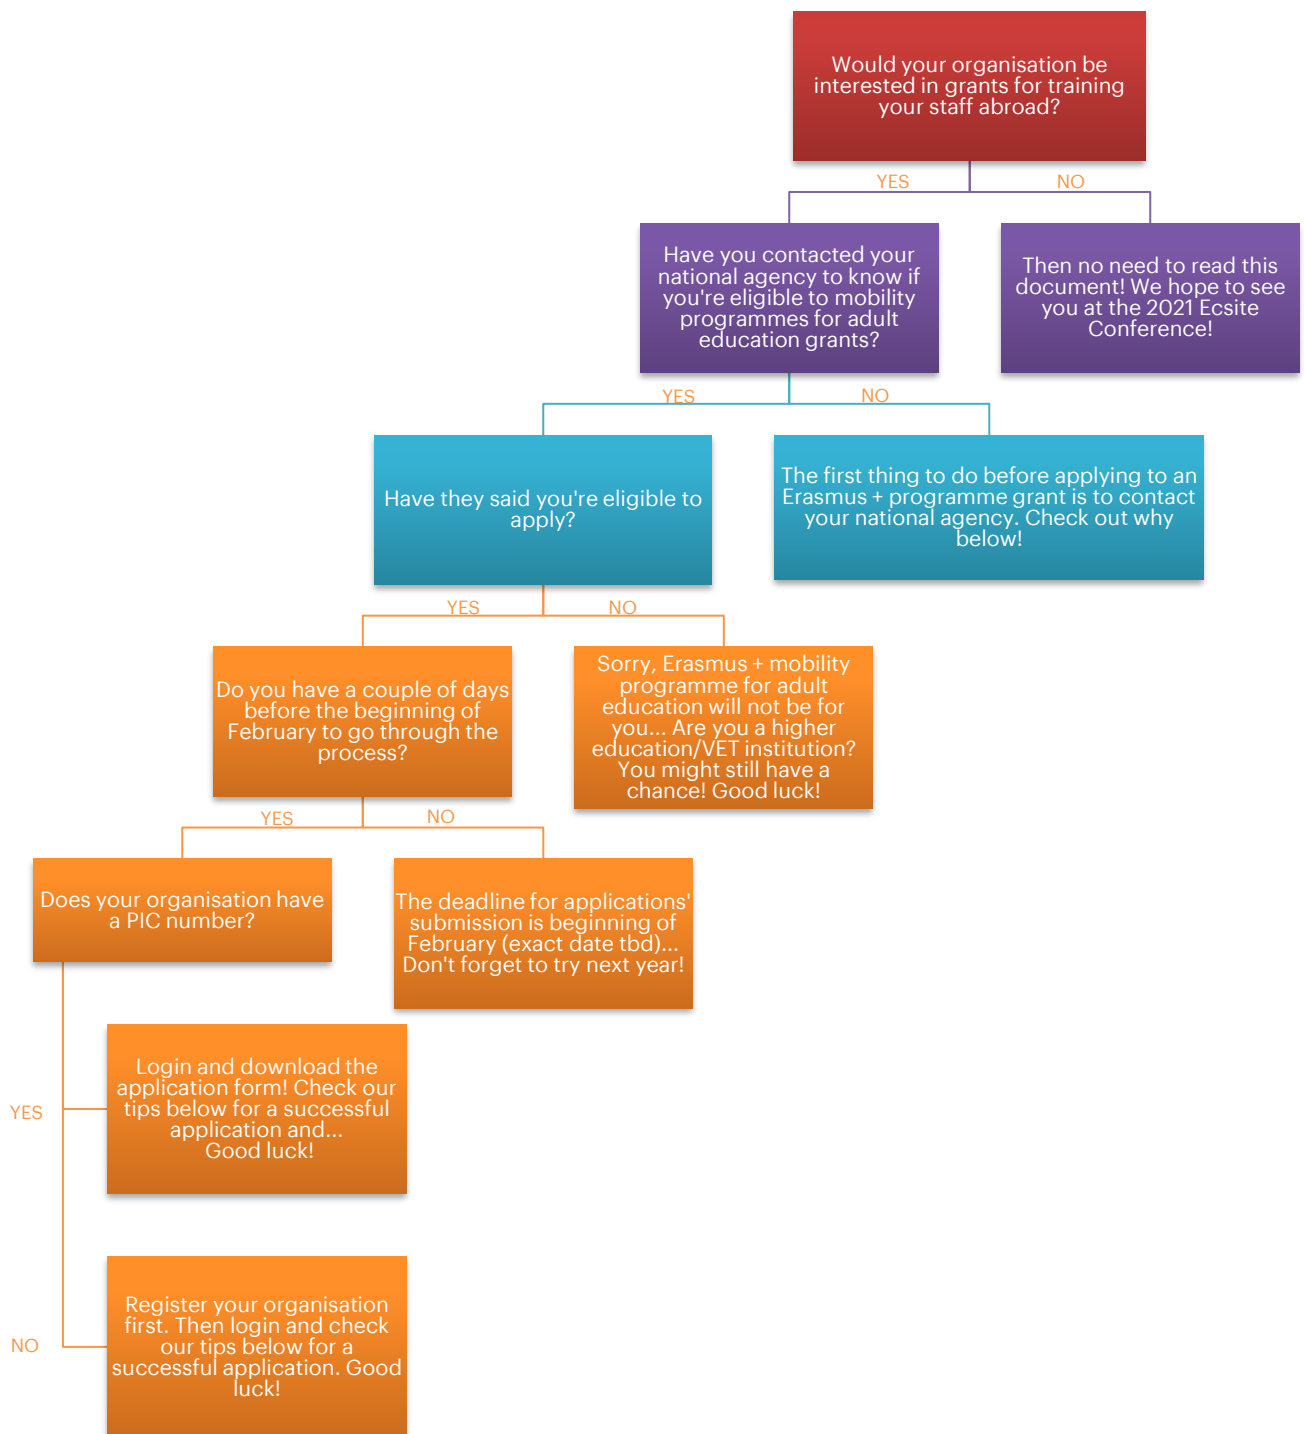 Would your organisation be
interested in grants for training
your staff abroad?
YES
NO
Have you contacted your
national agency to know if
you're eligible to mobility
programmes for adult
education grants?
Then no need to read this
document! We hope to see
you at the 2021 Ecsite
Conference!
YES
NO
Have they said you're eligible to
apply?
The first thing to do before applying to an
Erasmus + programme grant is to contact
your national agency. Check out why
below!
YES
NO
Do you have a couple of days
before the beginning of
February to go through the
process?
Sorry, Erasmus + mobility
programme for adult
education will not be for
you... Are you a higher
education/VET institution?
You might still have a
chance! Good luck!
YES
NO
Does your organisation have
a PIC number?
The deadline for applications'
submission is beginning of
February (exact date tbd)...
Don't forget to try next year!
YES
Login and download the
application form! Check our
tips below for a successful
application and...
Good luck!
NO
Register your organisation
first. Then login and check
our tips below for a
successful application. Good
luck!